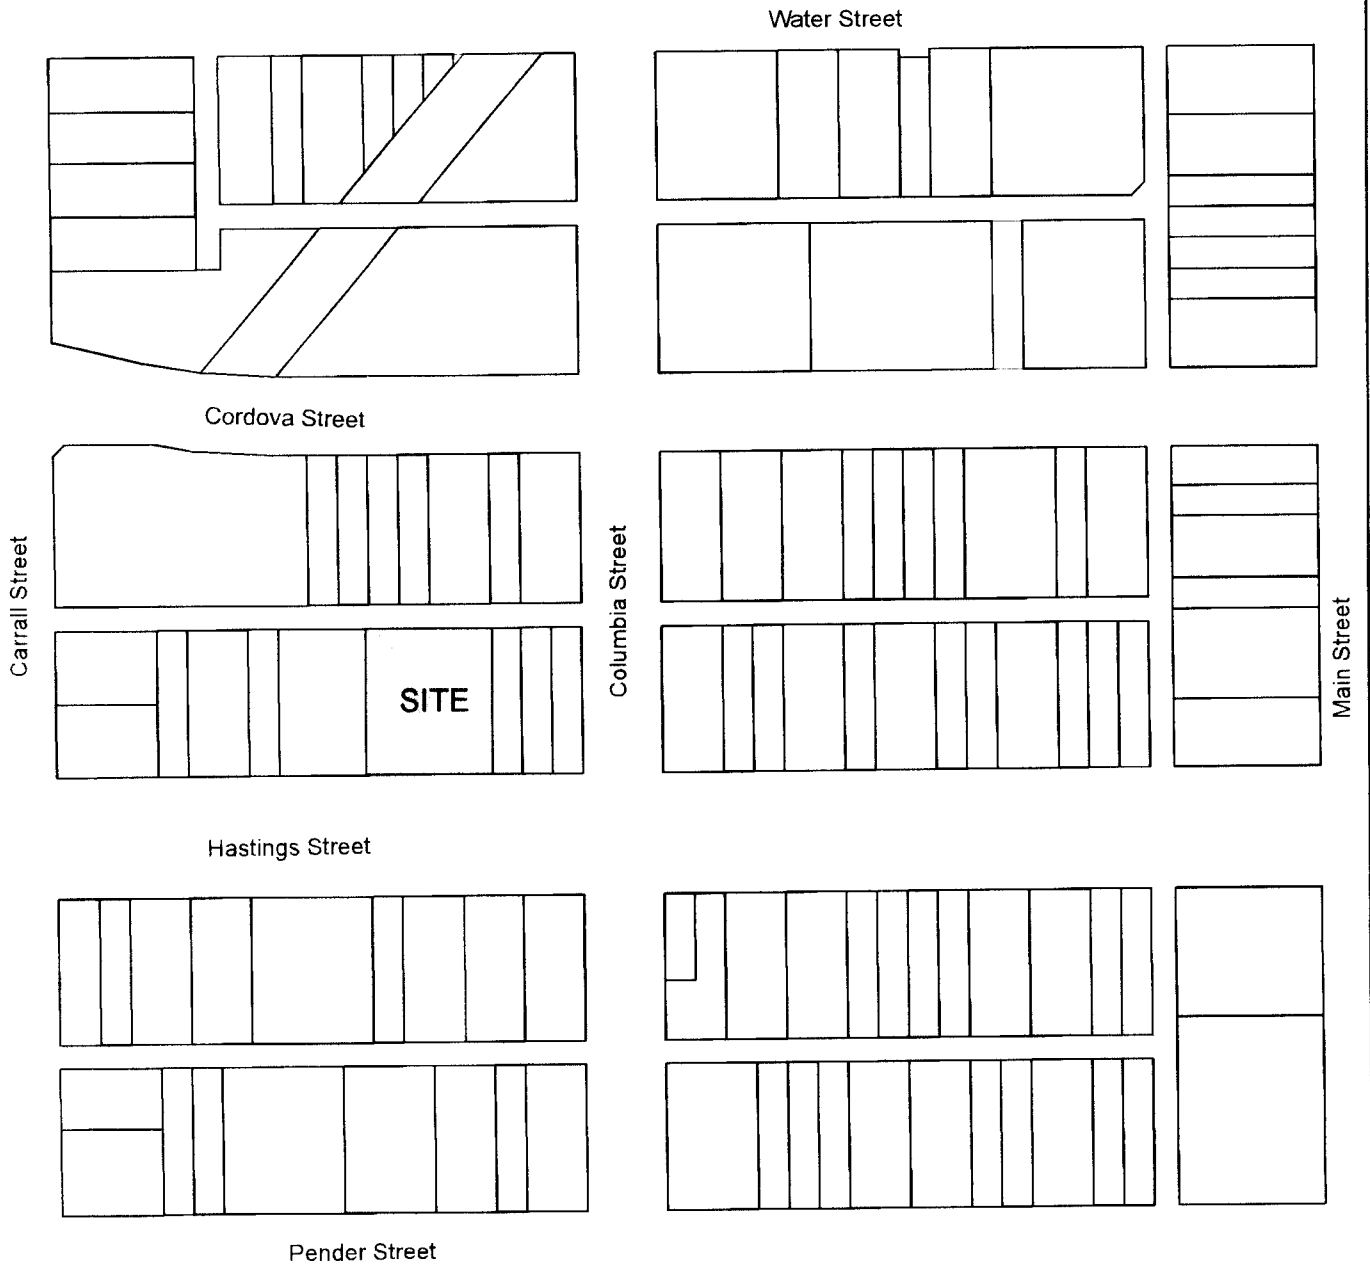 Water Street
Cordova Street
Carrall Street
Columbia Street
Main Street
SITE
Hastings Street
Pender Street